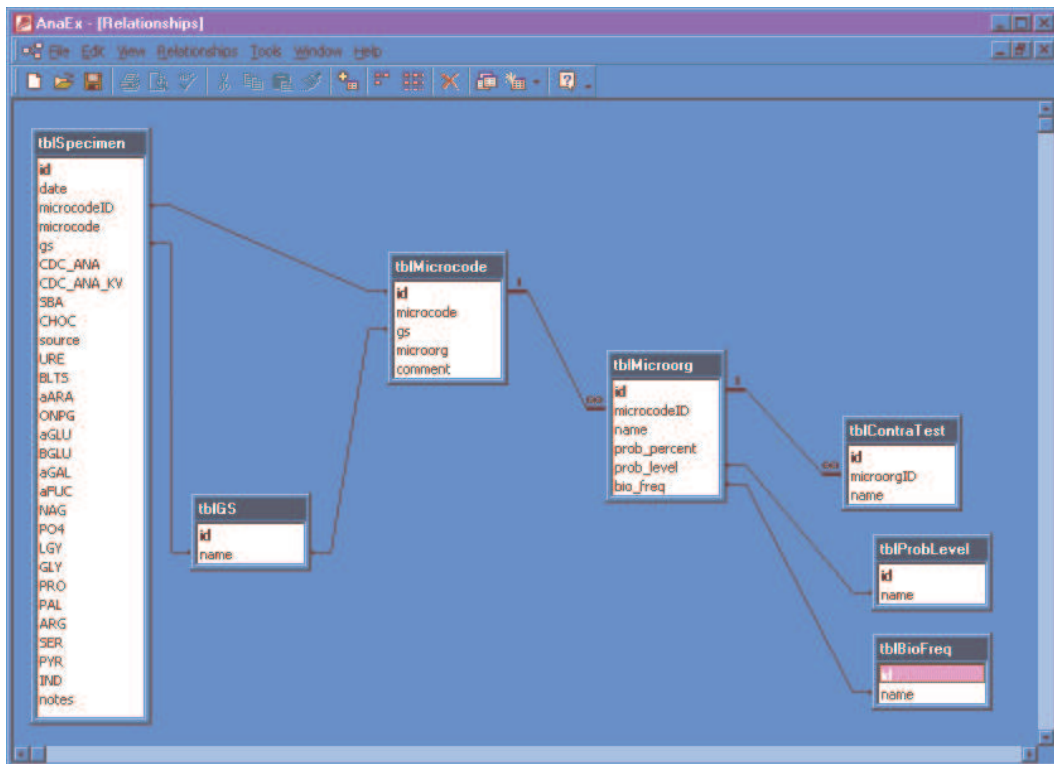 AnaEx - [Relationships]
File Edit View Relationships Tools Window Help
tblSpecimen
id
date
microcodeID
microcode
gs
CDC_ANA
CDC_ANA_KV
SBA
CHOC
source
URE
BLTS
aARA
ONPG
aGLU
BGLU
aGAL
aFUC
NAG
PO4
LGY
GLY
PRO
PAL
ARG
SER
PYR
IND
notes
tblGS
id
name
tblMicrocode
id
microcode
gs
microorg
comment
1
∞
tblMicroorg
id
microcodeID
name
prob_percent
prob_level
bio_freq
1
∞
tblContraTest
id
microorgID
name
tblProbLevel
id
name
tblBioFreq
id
name